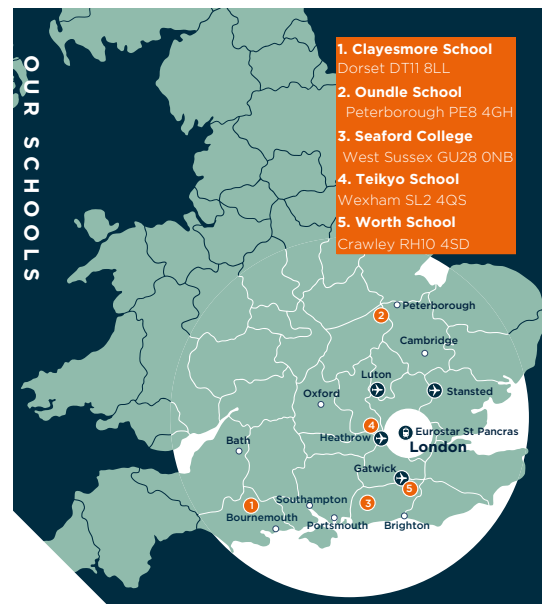 OUR SCHOOLS
1. Clayesmore School
Dorset DT11 8LL
2. Oundle School
Peterborough PE8 4GH
3. Seaford College
West Sussex GU28 0NB
4. Teikyo School
Wexham SL2 4QS
5. Worth School
Crawley RH10 4SD
Peterborough
2
Cambridge
Luton
Stansted
Oxford
4
Eurostar St Pancras
Heathrow
London
Bath
Gatwick
5
Southampton
3
1
Bournemouth
Portsmouth
Brighton